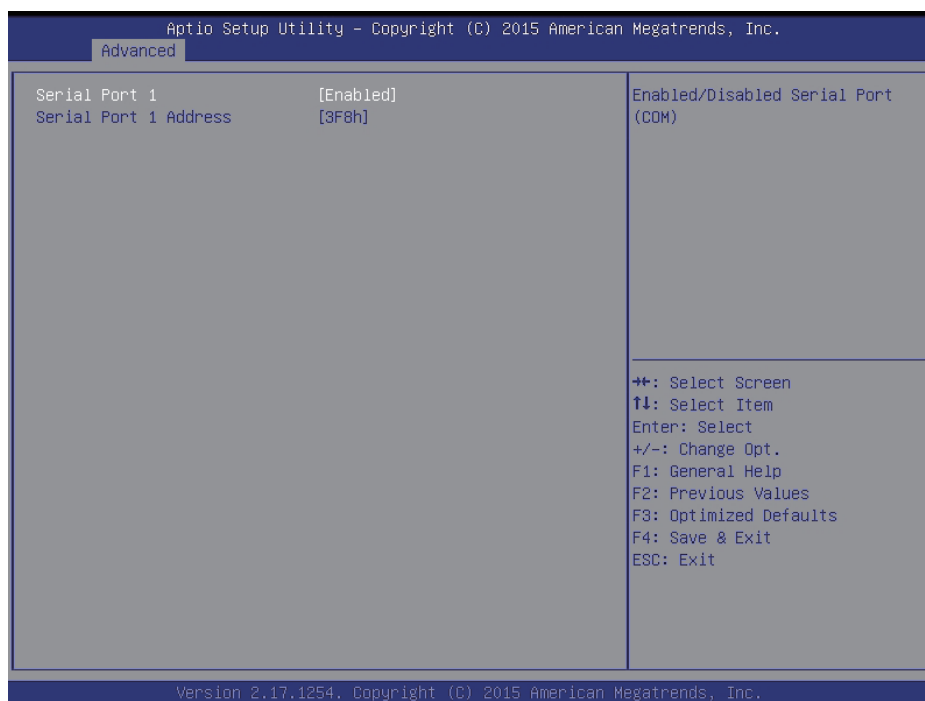 Aptio Setup Utility – Copyright (C) 2015 American Megatrends, Inc.
Advanced
Serial Port 1 [Enabled]
Serial Port 1 Address [3F8h]
Enabled/Disabled Serial Port
(COM)
→←: Select Screen
↑↓: Select Item
Enter: Select
+/-: Change Opt.
F1: General Help
F2: Previous Values
F3: Optimized Defaults
F4: Save & Exit
ESC: Exit
Version 2.17.1254. Copyright (C) 2015 American Megatrends, Inc.